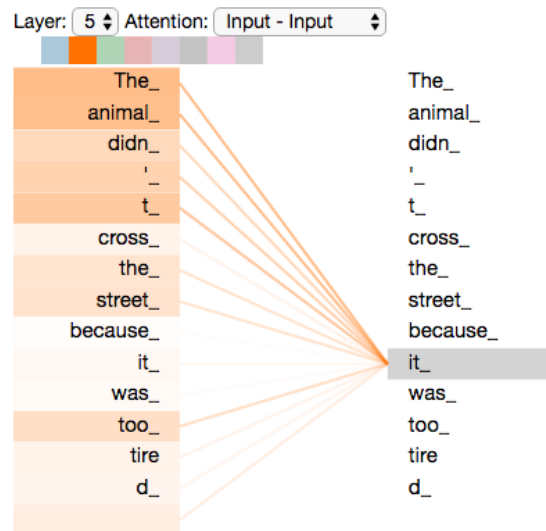 Layer: 5 Attention: Input - Input
The_ The_
animal_ animal_
didn_ didn_
'_ '_
t_ t_
cross_ cross_
the_ the_
street_ street_
because_ because_
it_ it_
was_ was_
too_ too_
tire tire
d_ d_